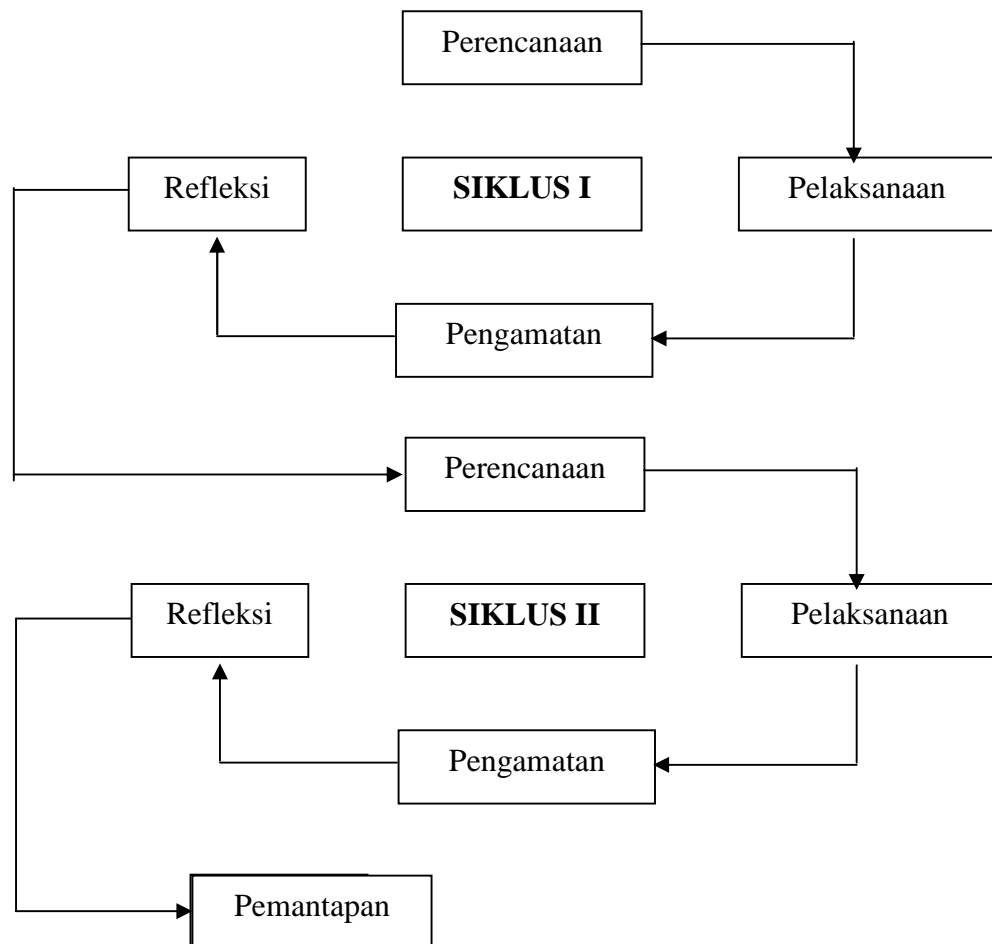 Perencanaan
Refleksi
SIKLUS I
Pelaksanaan
Pengamatan
Perencanaan
Refleksi
SIKLUS II
Pelaksanaan
Pengamatan
Pemantapan